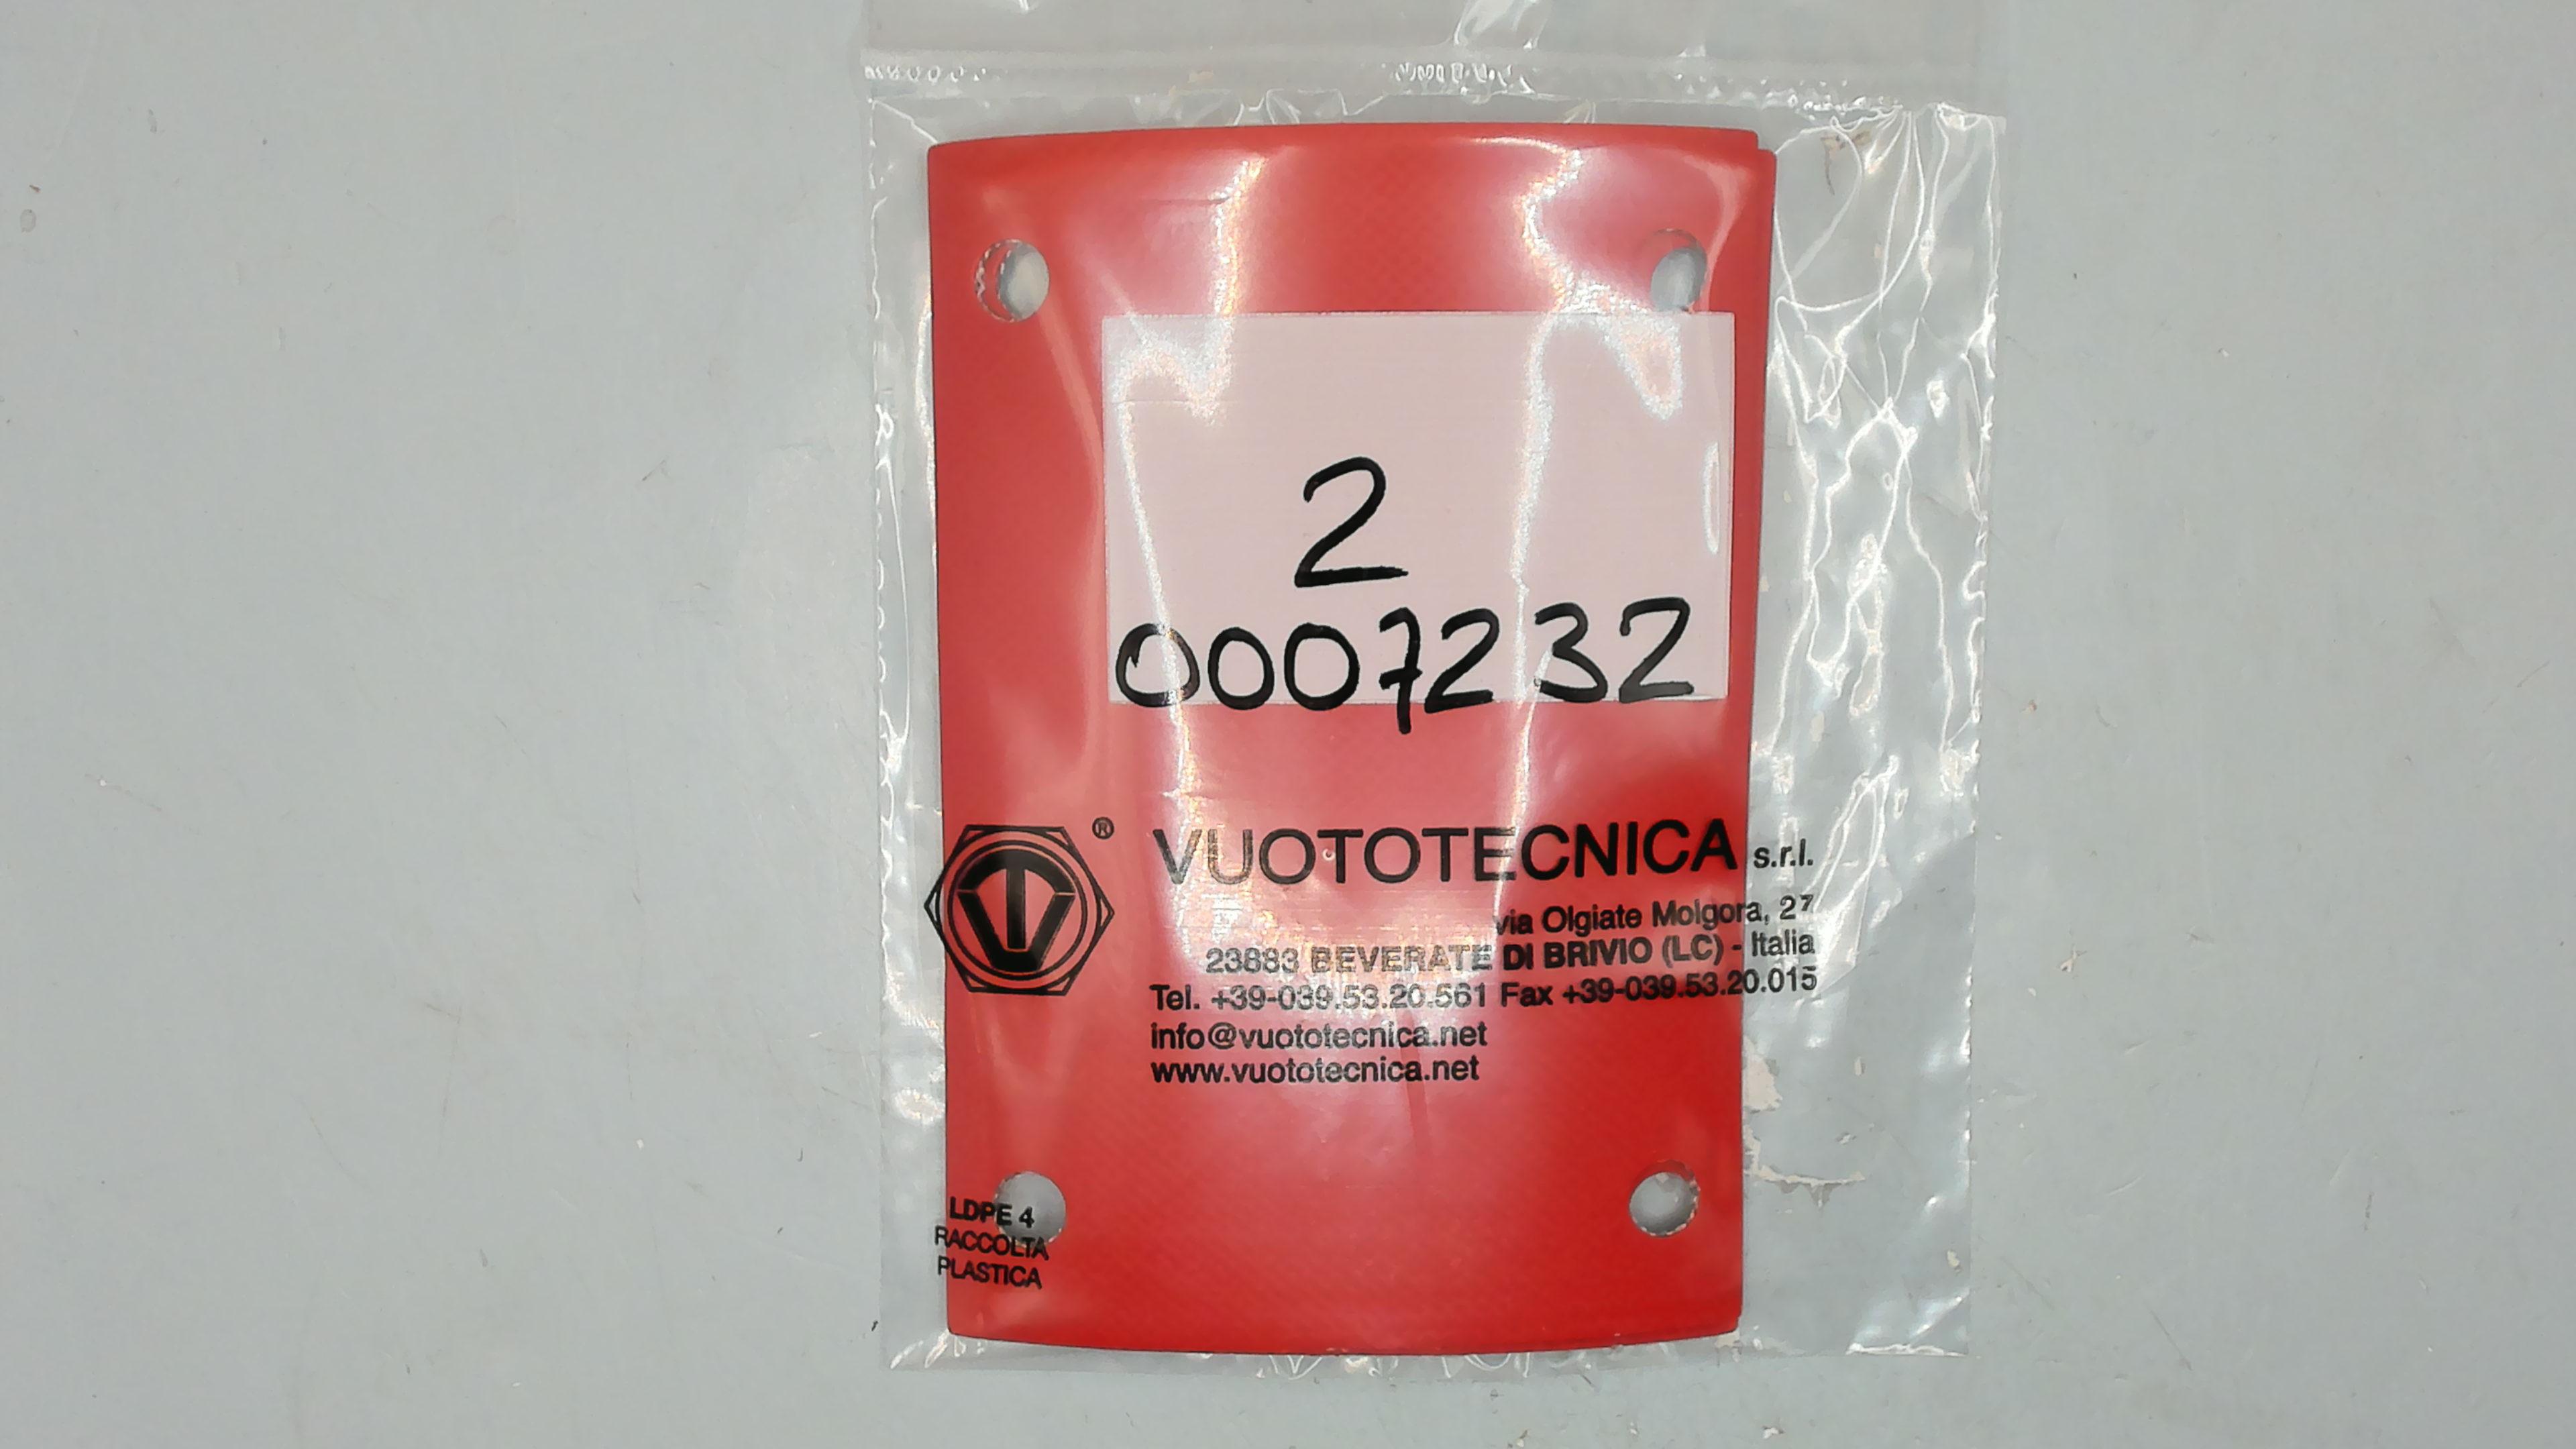 2
0007232
® VUOTOTECNICA s.r.l.
via Olgiate Molgora, 27
23883 BEVERATE DI BRIVIO (LC) - Italia
Tel. +39-039.53.20.561 Fax +39-039.53.20.015
info@vuototecnica.net
www.vuototecnica.net
LDPE 4
RACCOLTA
PLASTICA